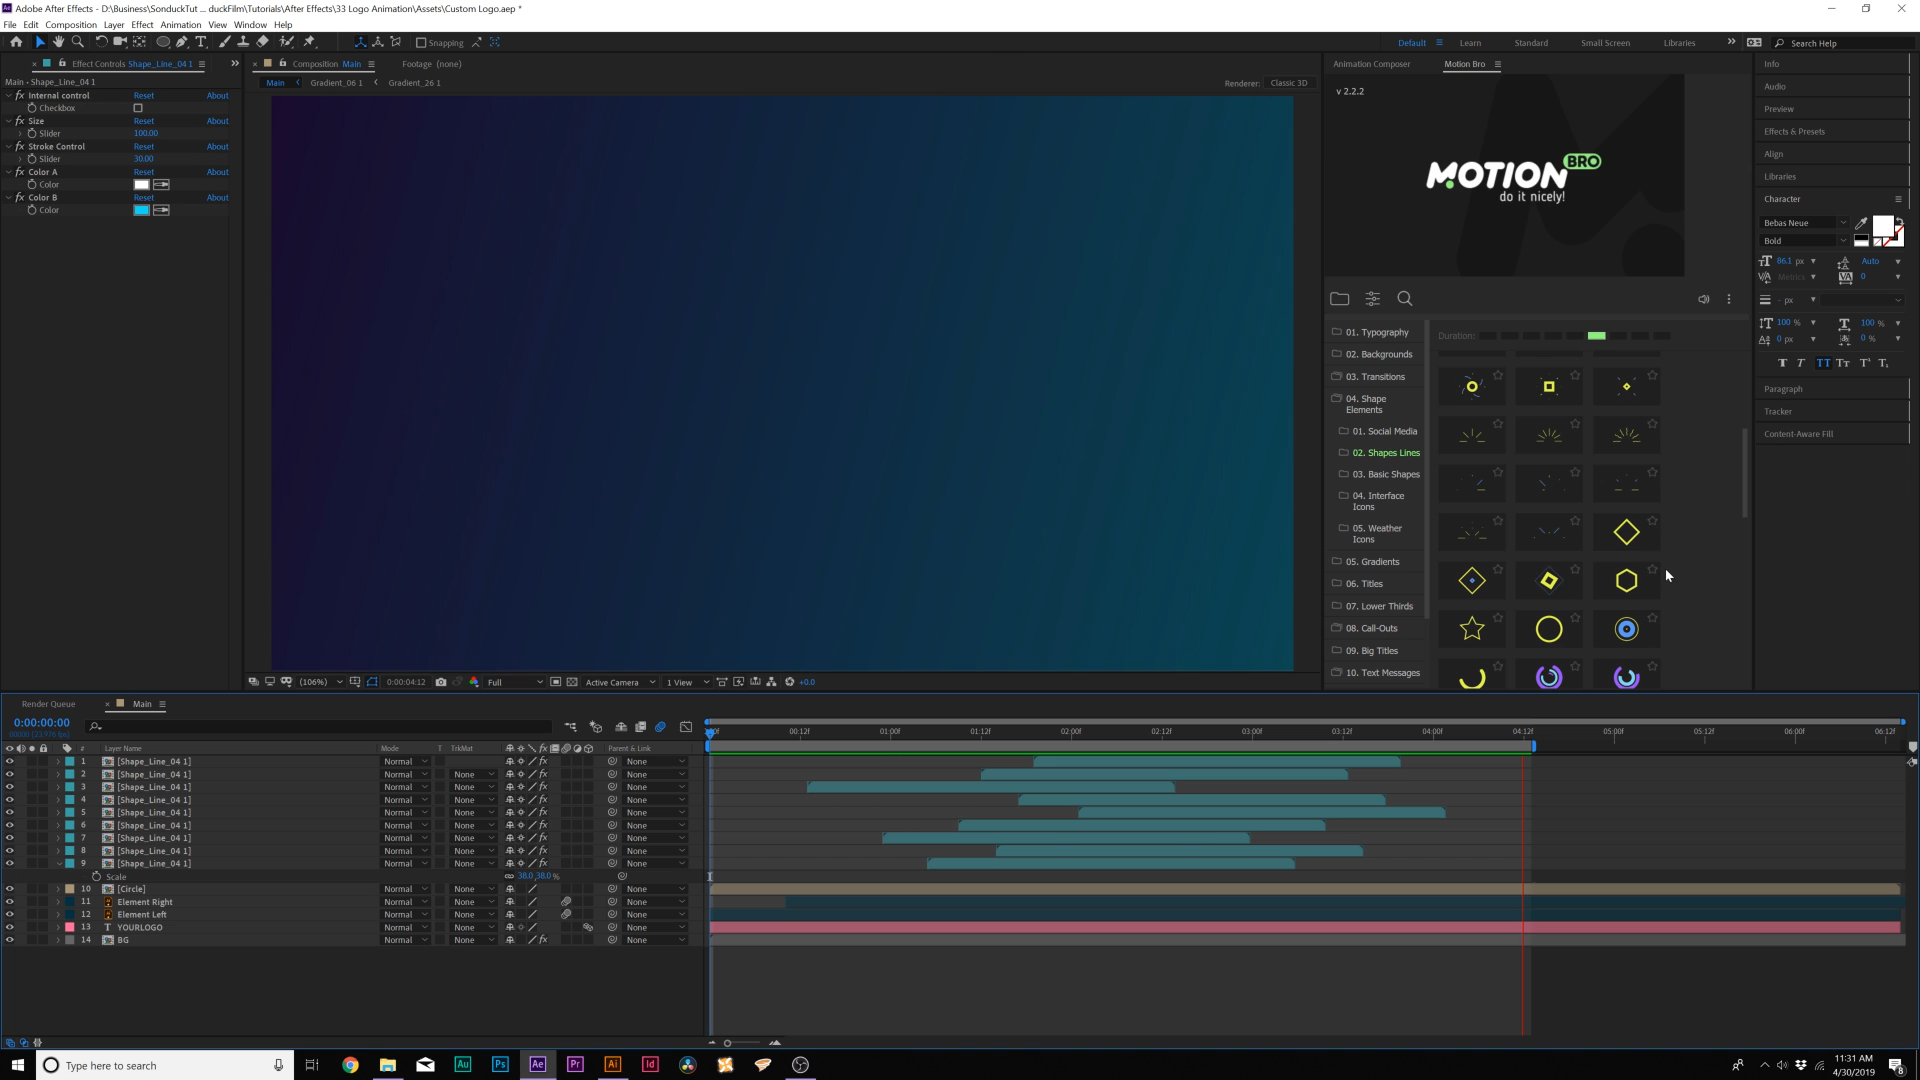 Adobe After Effects - D:\Business\SonduckTut ... duckFilm\Tutorials\After Effects\33 Logo Animation\Assets\Custom Logo.aep *
File Edit Composition Layer Effect Animation View Window Help
Snapping
Default Learn Standard Small Screen Libraries Search Help
Effect Controls Shape_Line_04 1
Composition Main
Footage (none)
Animation Composer
Motion Bro
Info
Main • Shape_Line_04 1
Main Gradient_06 1 Gradient_26 1
Renderer: Classic 3D
v 2.2.2
Audio
fx Internal control Reset About
Checkbox
fx Size Reset About
Slider 100.00
fx Stroke Control Reset About
Slider 30.00
fx Color A Reset About
Color
fx Color B Reset About
Color
MOTION BRO
do it nicely!
Preview
Effects & Presets
Align
Libraries
Character
Bebas Neue
Bold
86.1 px Auto
Metrics 0
- px
100 % 100 %
0 px 0 %
Paragraph
Tracker
Content-Aware Fill
01. Typography
02. Backgrounds
03. Transitions
04. Shape
Elements
01. Social Media
02. Shapes Lines
03. Basic Shapes
04. Interface
Icons
05. Weather
Icons
05. Gradients
06. Titles
07. Lower Thirds
08. Call-Outs
09. Big Titles
10. Text Messages
Duration:
(106%) 0:00:04:12 Full Active Camera 1 View +0.0
Render Queue
Main
0:00:00:00
00000 (23.976 fps)
# Layer Name Mode T TrkMat Parent & Link
00:12f 01:00f 01:12f 02:00f 02:12f 03:00f 03:12f 04:00f 04:12f 05:00f 05:12f 06:00f 06:12f
1 [Shape_Line_04 1] Normal None
2 [Shape_Line_04 1] Normal None None
3 [Shape_Line_04 1] Normal None None
4 [Shape_Line_04 1] Normal None None
5 [Shape_Line_04 1] Normal None None
6 [Shape_Line_04 1] Normal None None
7 [Shape_Line_04 1] Normal None None
8 [Shape_Line_04 1] Normal None None
9 [Shape_Line_04 1] Normal None None
Scale 38.0,38.0 %
10 [Circle] Normal None None
11 Element Right Normal None None
12 Element Left Normal None None
13 T YOURLOGO Normal None None
14 BG Normal None None
Type here to search
Au Ps Ae Pr Ai Id
11:31 AM
4/30/2019
8